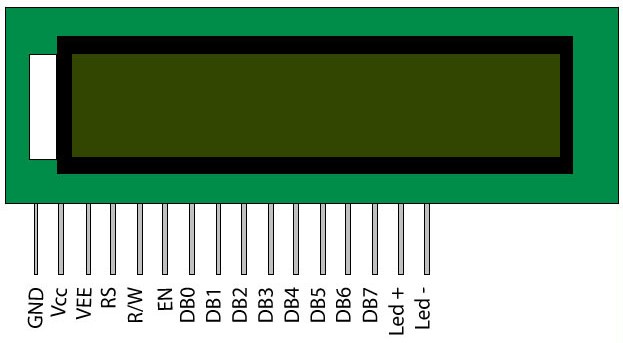 GND
Vcc
VEE
RS
R/W
EN
DB0
DB1
DB2
DB3
DB4
DB5
DB6
DB7
Led +
Led -